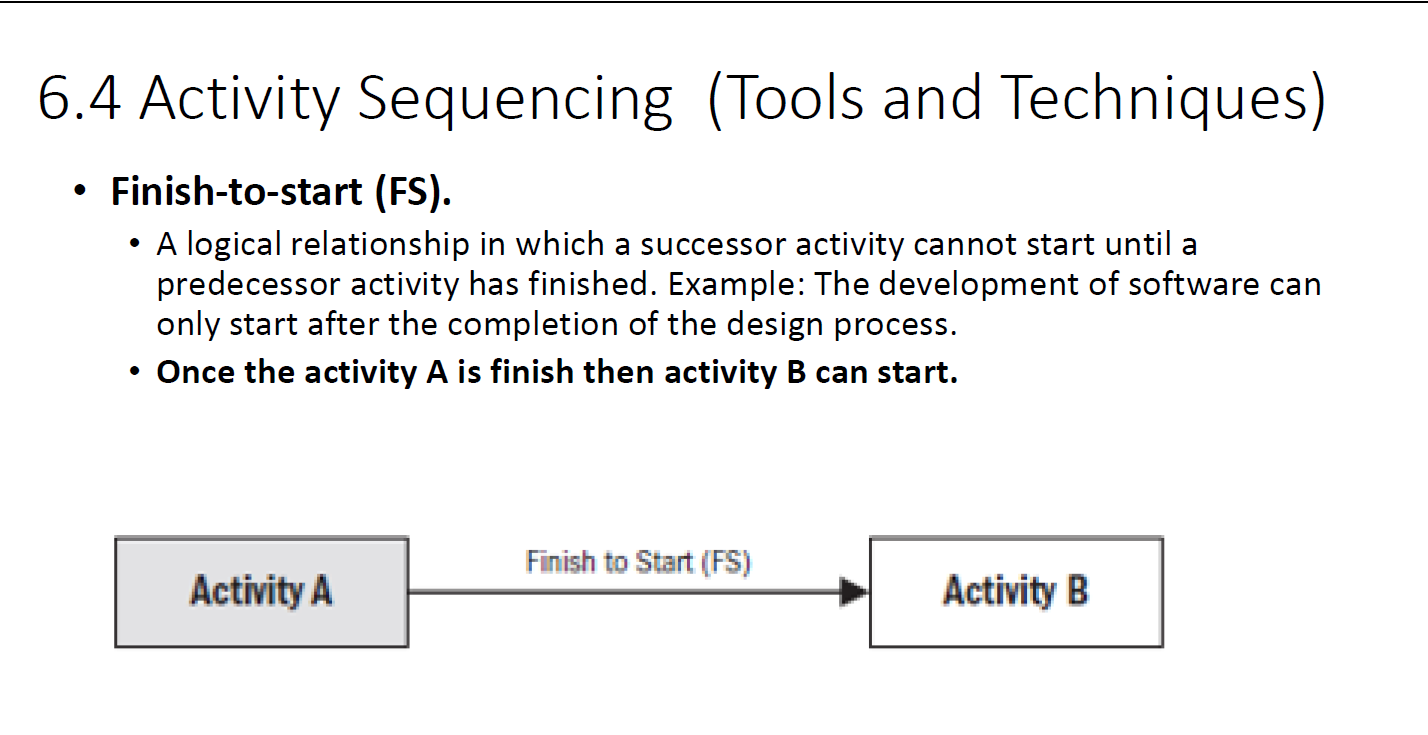 6.4 Activity Sequencing  (Tools and Techniques)
• Finish-to-start (FS).
• A logical relationship in which a successor activity cannot start until a
predecessor activity has finished. Example: The development of software can
only start after the completion of the design process.
• Once the activity A is finish then activity B can start.
Activity A
Finish to Start (FS)
Activity B